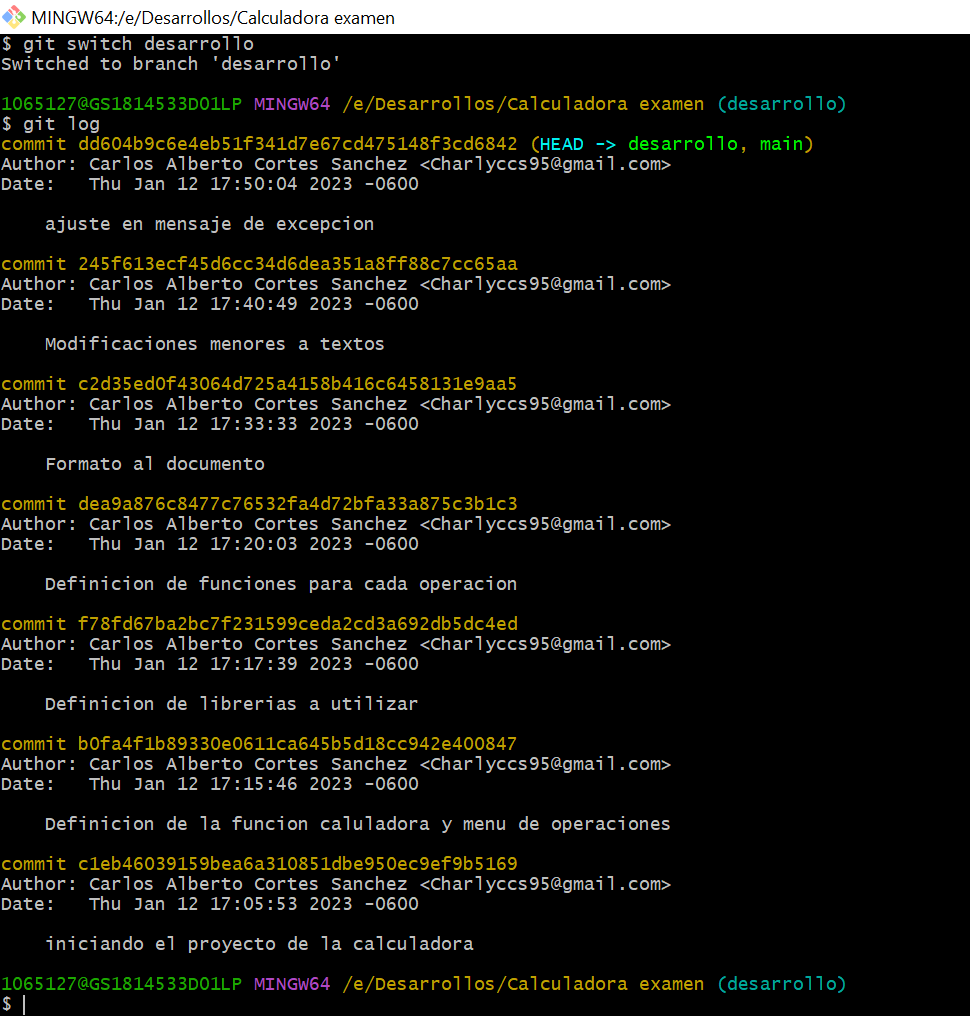 MINGW64:/e/Desarrollos/Calculadora examen
$ git switch desarrollo
Switched to branch 'desarrollo'
1065127@GS1814533D01LP MINGW64 /e/Desarrollos/Calculadora examen (desarrollo)
$ git log
commit dd604b9c6e4eb51f341d7e67cd475148f3cd6842 (HEAD -> desarrollo, main)
Author: Carlos Alberto Cortes Sanchez <Charlyccs95@gmail.com>
Date:   Thu Jan 12 17:50:04 2023 -0600
    ajuste en mensaje de excepcion
commit 245f613ecf45d6cc34d6dea351a8ff88c7cc65aa
Author: Carlos Alberto Cortes Sanchez <Charlyccs95@gmail.com>
Date:   Thu Jan 12 17:40:49 2023 -0600
    Modificaciones menores a textos
commit c2d35ed0f43064d725a4158b416c6458131e9aa5
Author: Carlos Alberto Cortes Sanchez <Charlyccs95@gmail.com>
Date:   Thu Jan 12 17:33:33 2023 -0600
    Formato al documento
commit dea9a876c8477c76532fa4d72bfa33a875c3b1c3
Author: Carlos Alberto Cortes Sanchez <Charlyccs95@gmail.com>
Date:   Thu Jan 12 17:20:03 2023 -0600
    Definicion de funciones para cada operacion
commit f78fd67ba2bc7f231599ceda2cd3a692db5dc4ed
Author: Carlos Alberto Cortes Sanchez <Charlyccs95@gmail.com>
Date:   Thu Jan 12 17:17:39 2023 -0600
    Definicion de librerias a utilizar
commit b0fa4f1b89330e0611ca645b5d18cc942e400847
Author: Carlos Alberto Cortes Sanchez <Charlyccs95@gmail.com>
Date:   Thu Jan 12 17:15:46 2023 -0600
    Definicion de la funcion caluladora y menu de operaciones
commit c1eb46039159bea6a310851dbe950ec9ef9b5169
Author: Carlos Alberto Cortes Sanchez <Charlyccs95@gmail.com>
Date:   Thu Jan 12 17:05:53 2023 -0600
    iniciando el proyecto de la calculadora
1065127@GS1814533D01LP MINGW64 /e/Desarrollos/Calculadora examen (desarrollo)
$